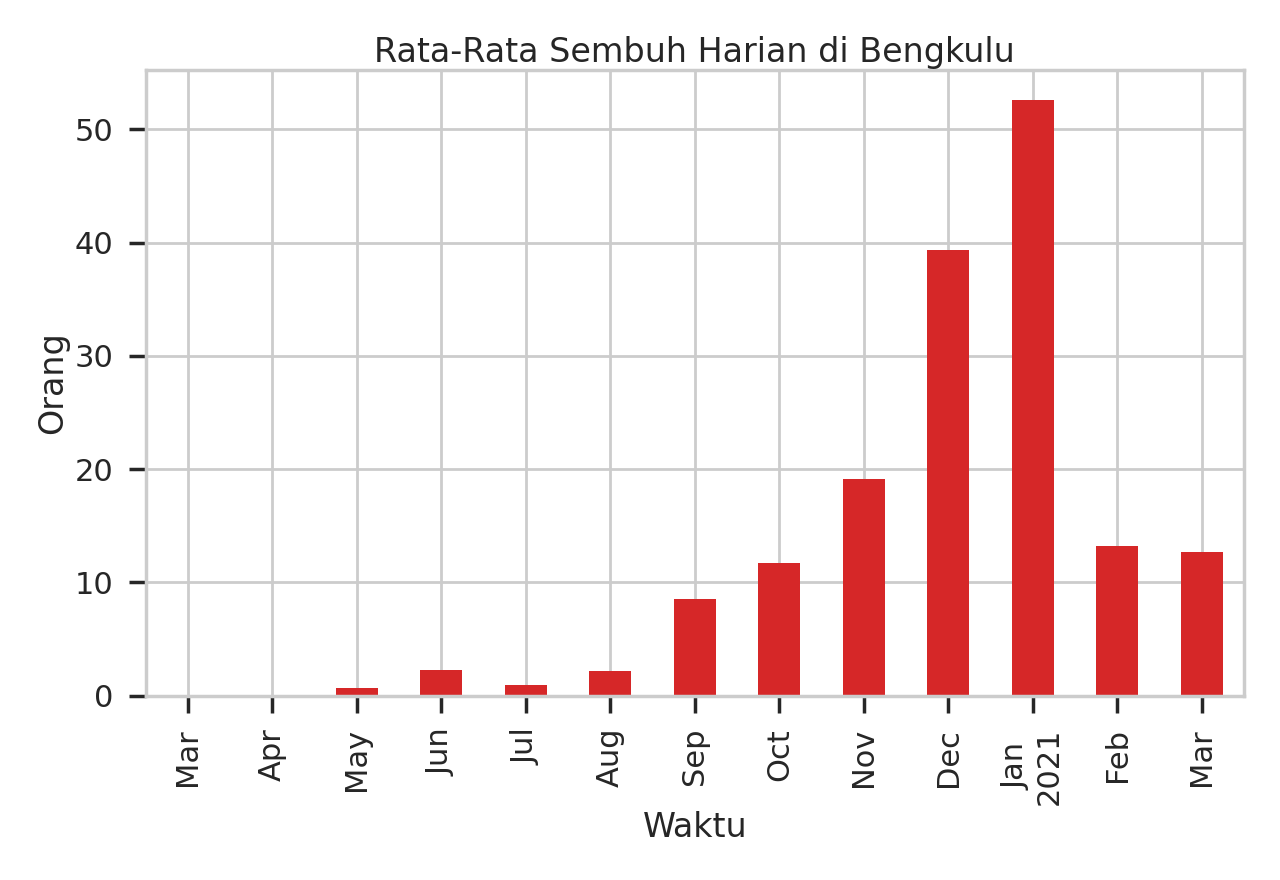 Rata-Rata Sembuh Harian di Bengkulu
Orang
50
40
30
20
10
0
Mar
Apr
May
Jun
Jul
Aug
Sep
Oct
Nov
Dec
Jan
2021
Feb
Mar
Waktu